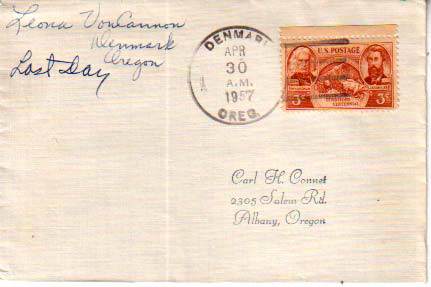 Leona VonCannon
Denmark
Oregon
Last Day
DENMARK
APR
30
A.M.
1957
OREG.
U.S. POSTAGE
3¢ 3¢
Carl H. Connet
2305 Salem Rd.
Albany, Oregon